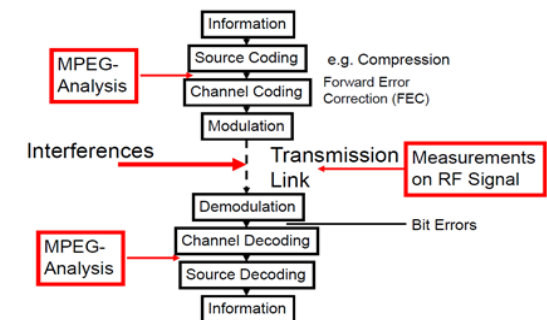 Information
Source Coding
e.g. Compression
MPEG-
Analysis
Channel Coding
Forward Error
Correction (FEC)
Modulation
Interferences
Transmission
Link
Measurements
on RF Signal
Demodulation
Bit Errors
Channel Decoding
MPEG-
Analysis
Source Decoding
Information